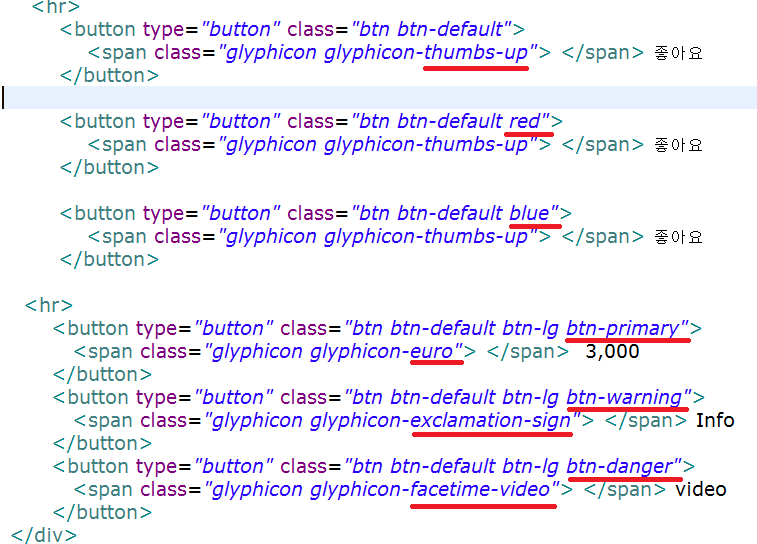 <hr>
<button type="button" class="btn btn-default">
<span class="glyphicon glyphicon-thumbs-up"> </span> 좋아요
</button>
<button type="button" class="btn btn-default red">
<span class="glyphicon glyphicon-thumbs-up"> </span> 좋아요
</button>
<button type="button" class="btn btn-default blue">
<span class="glyphicon glyphicon-thumbs-up"> </span> 좋아요
</button>
<hr>
<button type="button" class="btn btn-default btn-lg btn-primary">
<span class="glyphicon glyphicon-euro"> </span> 3,000
</button>
<button type="button" class="btn btn-default btn-lg btn-warning">
<span class="glyphicon glyphicon-exclamation-sign"> </span> Info
</button>
<button type="button" class="btn btn-default btn-lg btn-danger">
<span class="glyphicon glyphicon-facetime-video"> </span> video
</button>
</div>